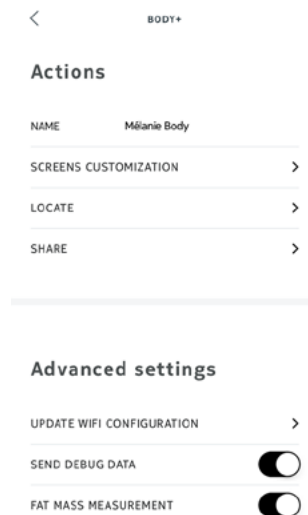 BODY+
Actions
NAME Mélanie Body
SCREENS CUSTOMIZATION
LOCATE
SHARE
Advanced settings
UPDATE WIFI CONFIGURATION
SEND DEBUG DATA
FAT MASS MEASUREMENT